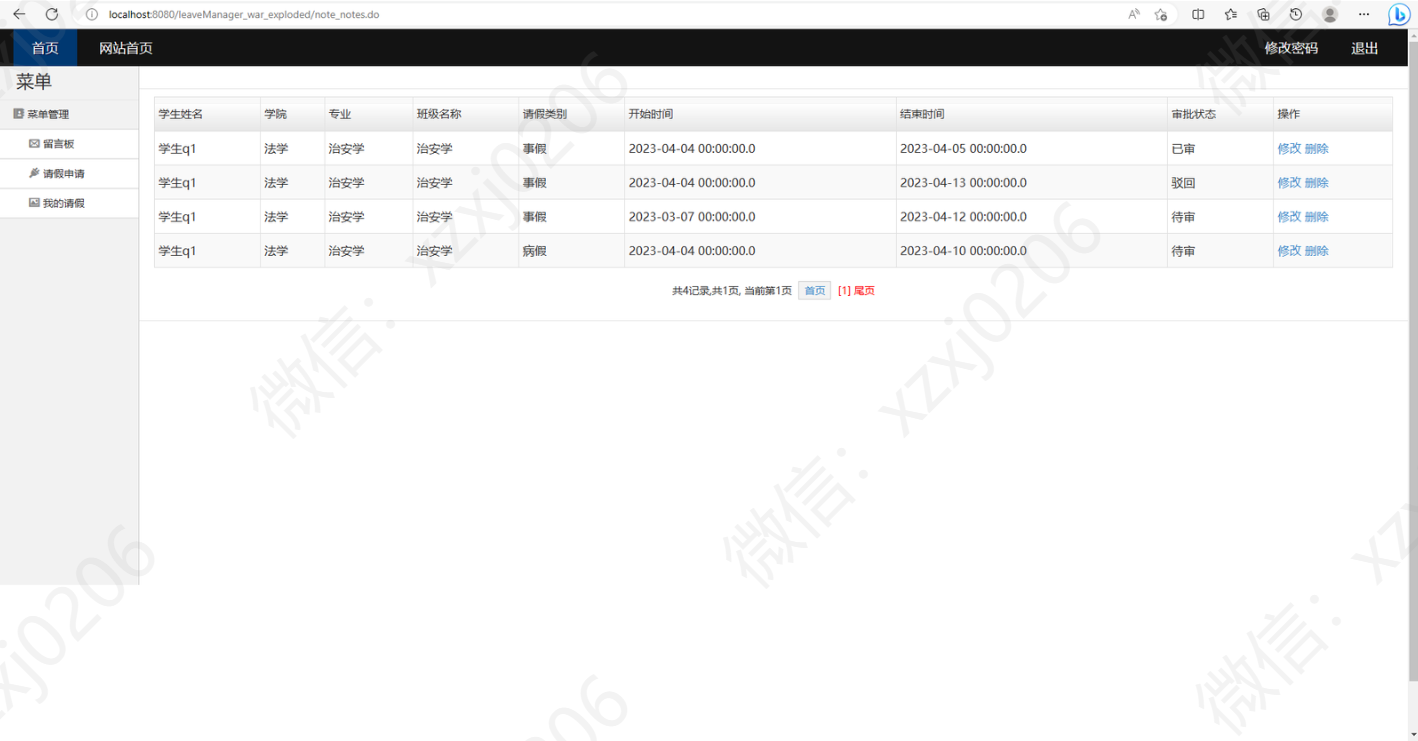 localhost:8080/leaveManager_war_exploded/note_notes.do
首页 网站首页 修改密码 退出
菜单
菜单管理
留言板
请假申请
我的请假
学生姓名 学院 专业 班级名称 请假类别 开始时间 结束时间 审批状态 操作
学生q1 法学 治安学 治安学 事假 2023-04-04 00:00:00.0 2023-04-05 00:00:00.0 已审 修改 删除
学生q1 法学 治安学 治安学 事假 2023-04-04 00:00:00.0 2023-04-13 00:00:00.0 驳回 修改 删除
学生q1 法学 治安学 治安学 事假 2023-03-07 00:00:00.0 2023-04-12 00:00:00.0 待审 修改 删除
学生q1 法学 治安学 治安学 病假 2023-04-04 00:00:00.0 2023-04-10 00:00:00.0 待审 修改 删除
共4记录,共1页, 当前第1页 首页 [1] 尾页
微信：xzxj0206
微信：xzxj0206
微信：xz
xj0206
206
微信